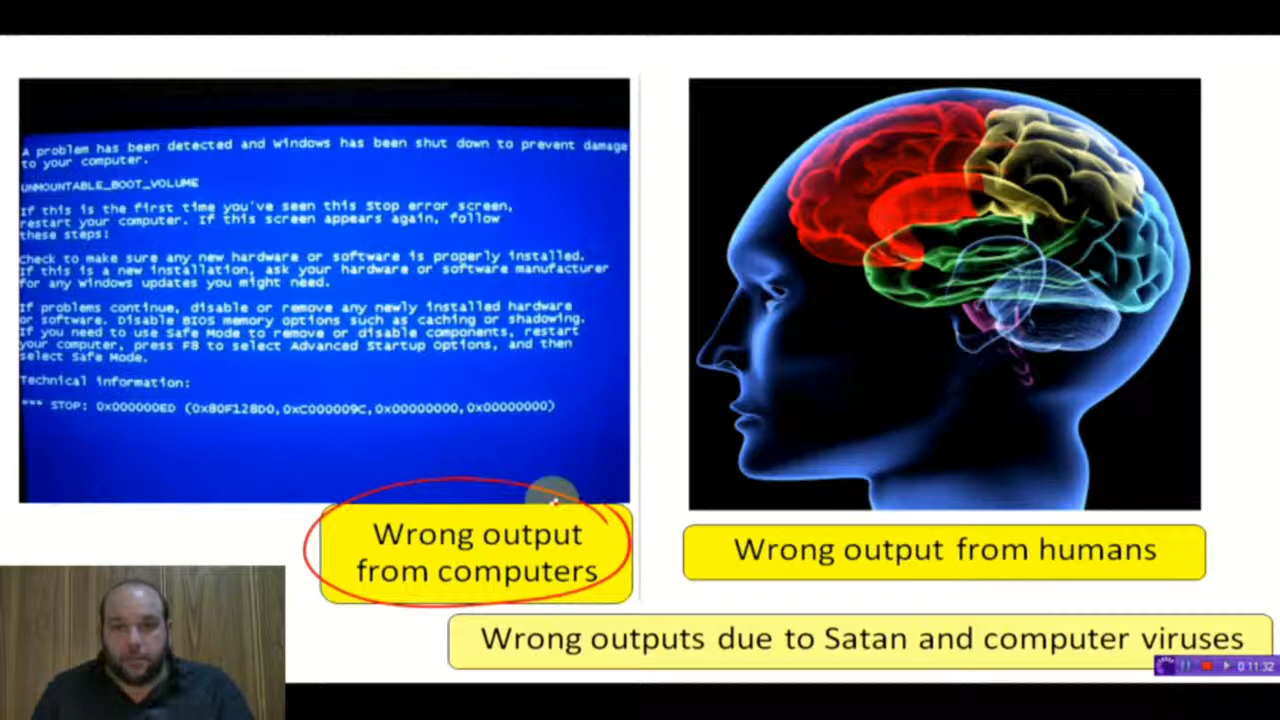 A problem has been detected and Windows has been shut down to prevent damage
to your computer.
UNMOUNTABLE_BOOT_VOLUME
If this is the first time you've seen this Stop error screen,
restart your computer. If this screen appears again, follow
these steps:
Check to make sure any new hardware or software is properly installed.
If this is a new installation, ask your hardware or software manufacturer
for any Windows updates you might need.
If problems continue, disable or remove any newly installed hardware
or software. Disable BIOS memory options such as caching or shadowing.
If you need to use Safe Mode to remove or disable components, restart
your computer, press F8 to select Advanced Startup Options, and then
select Safe Mode.
Technical information:
*** STOP: 0x000000ED (0x80F128D0,0xC000009C,0x00000000,0x00000000)
Wrong output
from computers
Wrong output from humans
Wrong outputs due to Satan and computer viruses
0:11:32